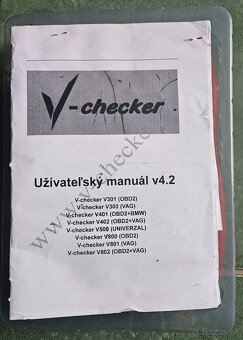 V-checker
Užívateľský manuál v4.2
V-checker V301 (OBD2)
V-checker V302 (VAG)
V-checker V401 (OBD2+BMW)
V-checker V402 (OBD2+VAG)
V-checker V500 (UNIVERZAL)
V-checker V800 (OBD2)
V-checker V801 (VAG)
V-checker V802 (OBD2+VAG)